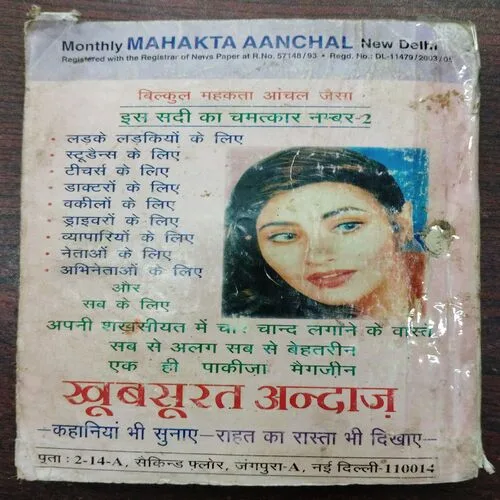 Monthly MAHAKTA AANCHAL New Delhi
Registered with the Registrar of News Paper at R.No. 57148/93 • Regd. No.: DL-11479/2003/05
बिल्कुल महकता आंचल जैसा
इस सदी का चमत्कार नम्बर-2
• लड़के लड़कियों के लिए
• स्टूडैन्स के लिए
• टीचर्स के लिए
• डाक्टरों के लिए
• वकीलों के लिए
• ड्राइवरों के लिए
• व्यापारियों के लिए
• नेताओं के लिए
• अभिनेताओं के लिए
और
सब के लिए
अपनी शख़सीयत में चार चान्द लगाने के वास्ते
सब से अलग सब से बेहतरीन
एक ही पाकीज़ा मैगज़ीन
ख़ूबसूरत अन्दाज़
–कहानियां भी सुनाए–राहत का रास्ता भी दिखाए–
पता : 2-14-A, सैकिन्ड फ़्लोर, जंगपुरा-A, नई दिल्ली-110014